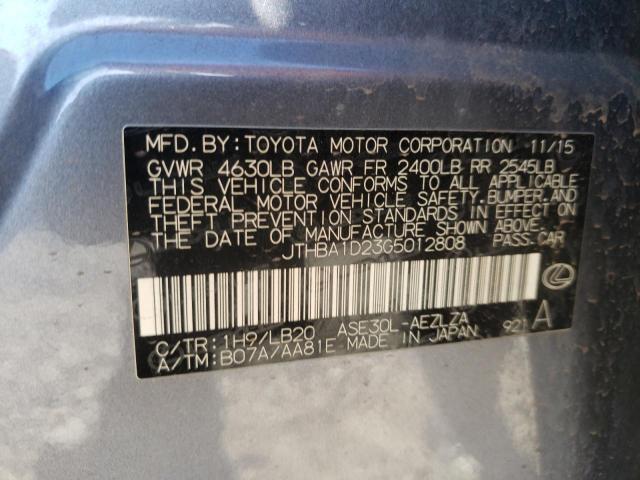 MFD. BY: TOYOTA MOTOR CORPORATION 11/15
GVWR 4630LB GAWR FR 2400LB RR 2545LB
THIS VEHICLE CONFORMS TO ALL APPLICABLE
FEDERAL MOTOR VEHICLE SAFETY, BUMPER, AND
THEFT PREVENTION STANDARDS IN EFFECT ON
THE DATE OF MANUFACTURE SHOWN ABOVE.
JTHBA1D23G5012808 PASS. CAR
C/TR: 1H9/LB20 ASE30L-AEZLZA A
A/TM: B07A/AA81E MADE IN JAPAN 921